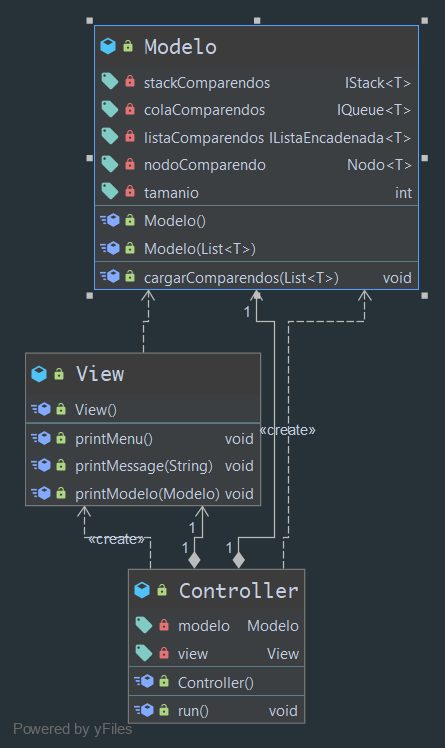 Modelo
stackComparendos IStack<T>
colaComparendos IQueue<T>
listaComparendos IListaEncadenada<T>
nodoComparendo Nodo<T>
tamanio int
Modelo()
Modelo(List<T>)
cargarComparendos(List<T>) void
1
View
View()
«create»
printMenu() void
printMessage(String) void
printModelo(Modelo) void
1
«create»
1 1
Controller
modelo Modelo
view View
Controller()
run() void
Powered by yFiles